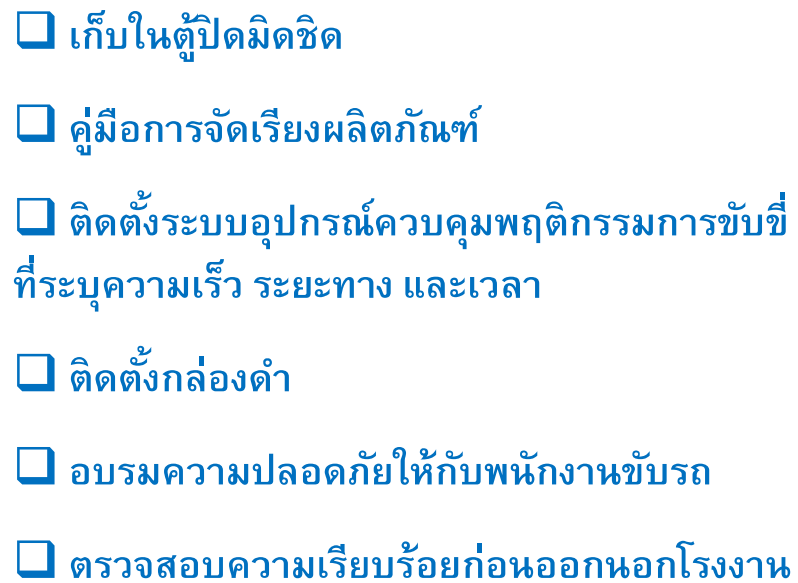 ❑ เก็บในตู้ปิดมิดชิด
❑ คู่มือการจัดเรียงผลิตภัณฑ์
❑ ติดตั้งระบบอุปกรณ์ควบคุมพฤติกรรมการขับขี่
ที่ระบุความเร็ว ระยะทาง และเวลา
❑ ติดตั้งกล่องดำ
❑ อบรมความปลอดภัยให้กับพนักงานขับรถ
❑ ตรวจสอบความเรียบร้อยก่อนออกนอกโรงงาน